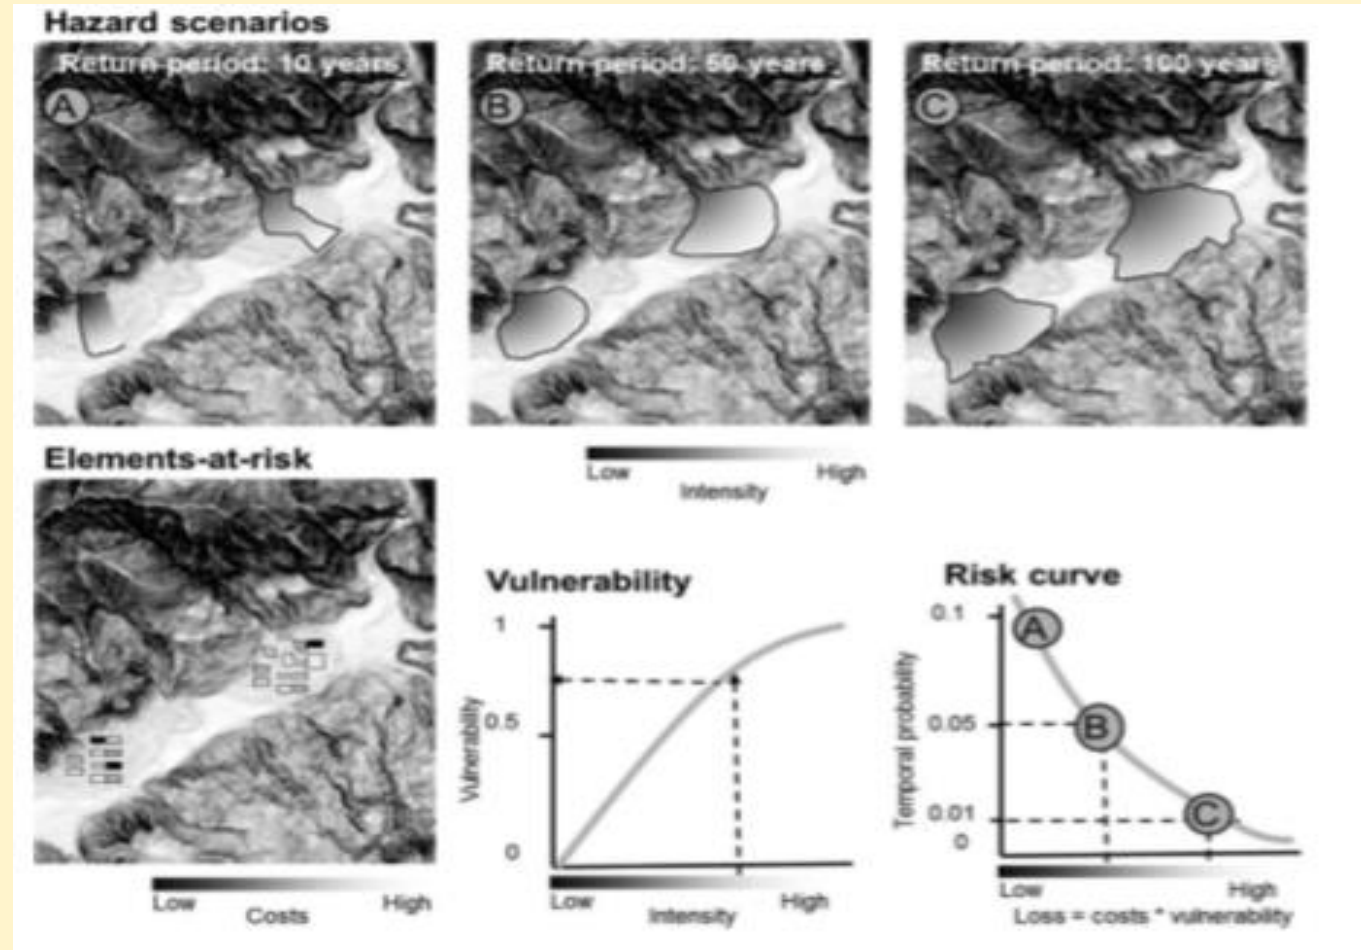 Hazard scenarios
Return period: 10 years
Return period: 50 years
Return period: 100 years
A
B
C
Elements-at-risk
Low
High
Intensity
Low
High
Costs
Vulnerability
1
0.5
0
Vulnerability
Low
High
Intensity
Risk curve
0.1
0.05
0.01
0
Temporal probability
A
B
C
Low
High
Loss = costs * vulnerability